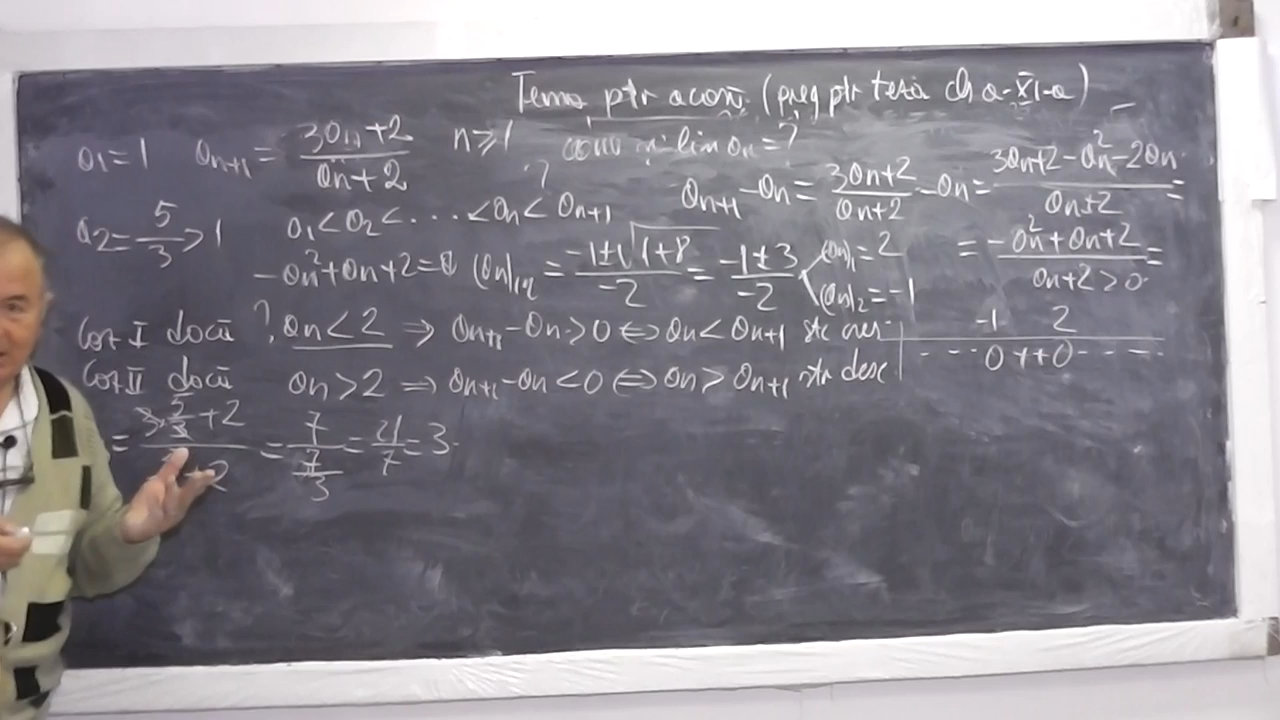 Temă ptr acasă (preg ptr teză cls a-XI-a)
a₁=1 aₙ₊₁ = (3aₙ+2)/(aₙ+2) n≥1 lim aₙ=?
aₙ₊₁-aₙ = (3aₙ+2)/(aₙ+2) - aₙ = (3aₙ+2-aₙ²-2aₙ)/(aₙ+2) =
a₂=5/3>1 a₁<a₂<....<aₙ<aₙ₊₁ ?
= (-aₙ²+aₙ+2)/(aₙ+2>0) =
-aₙ²+aₙ+2=0 (aₙ)₁,₂ = (-1±√(1+8))/(-2) = (-1±3)/(-2) (aₙ)₁=2 (aₙ)₂=-1
Caz I dacă ? aₙ<2 ⇒ aₙ₊₁-aₙ>0 ⇔ aₙ<aₙ₊₁ str cresc
-1 2
- - - - 0 + + 0 - - - - -
Caz II dacă aₙ>2 ⇒ aₙ₊₁-aₙ<0 ⇔ aₙ>aₙ₊₁ str desc
= 7/(7/3) = 21/7 = 3